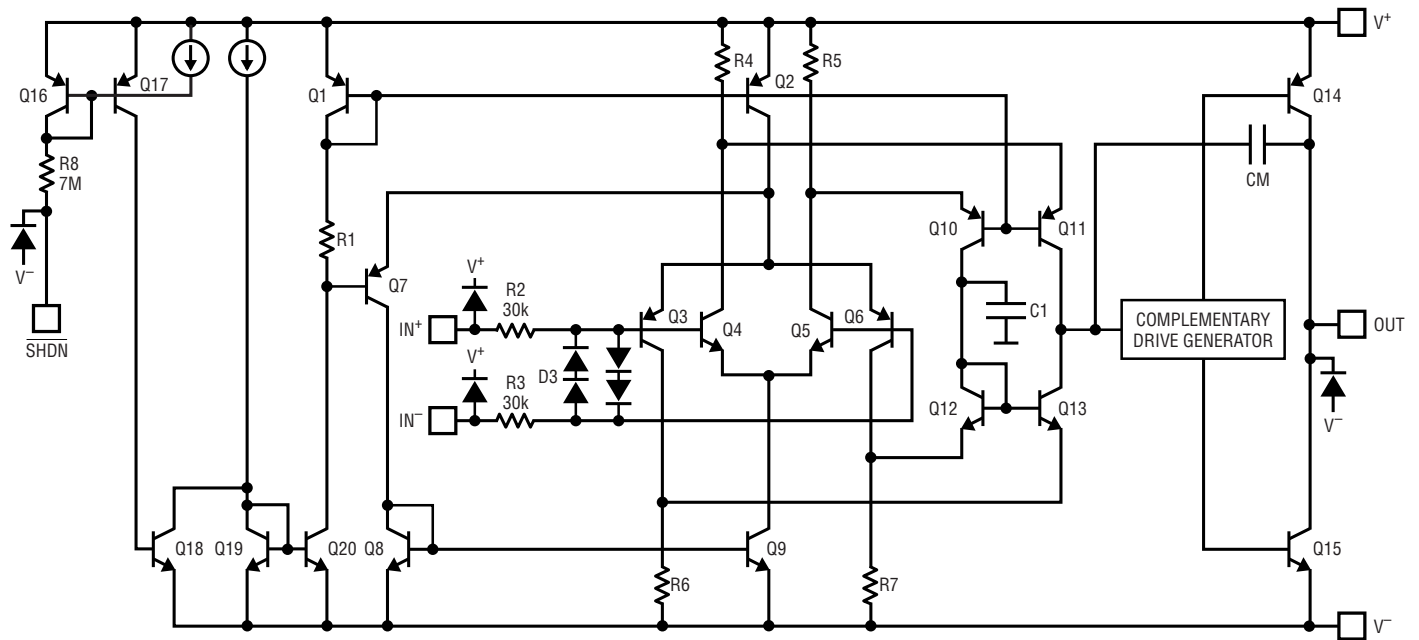 V+
Q16
Q17
Q1
R4
Q2
R5
Q14
R8
7M
CM
V−
R1
Q7
Q10
Q11
SHDN
V+
IN+
R2
30k
Q3
Q4
Q5
Q6
C1
COMPLEMENTARY
DRIVE GENERATOR
OUT
V+
IN−
R3
30k
D3
Q12
Q13
V−
Q18
Q19
Q20
Q8
Q9
Q15
R6
R7
V−